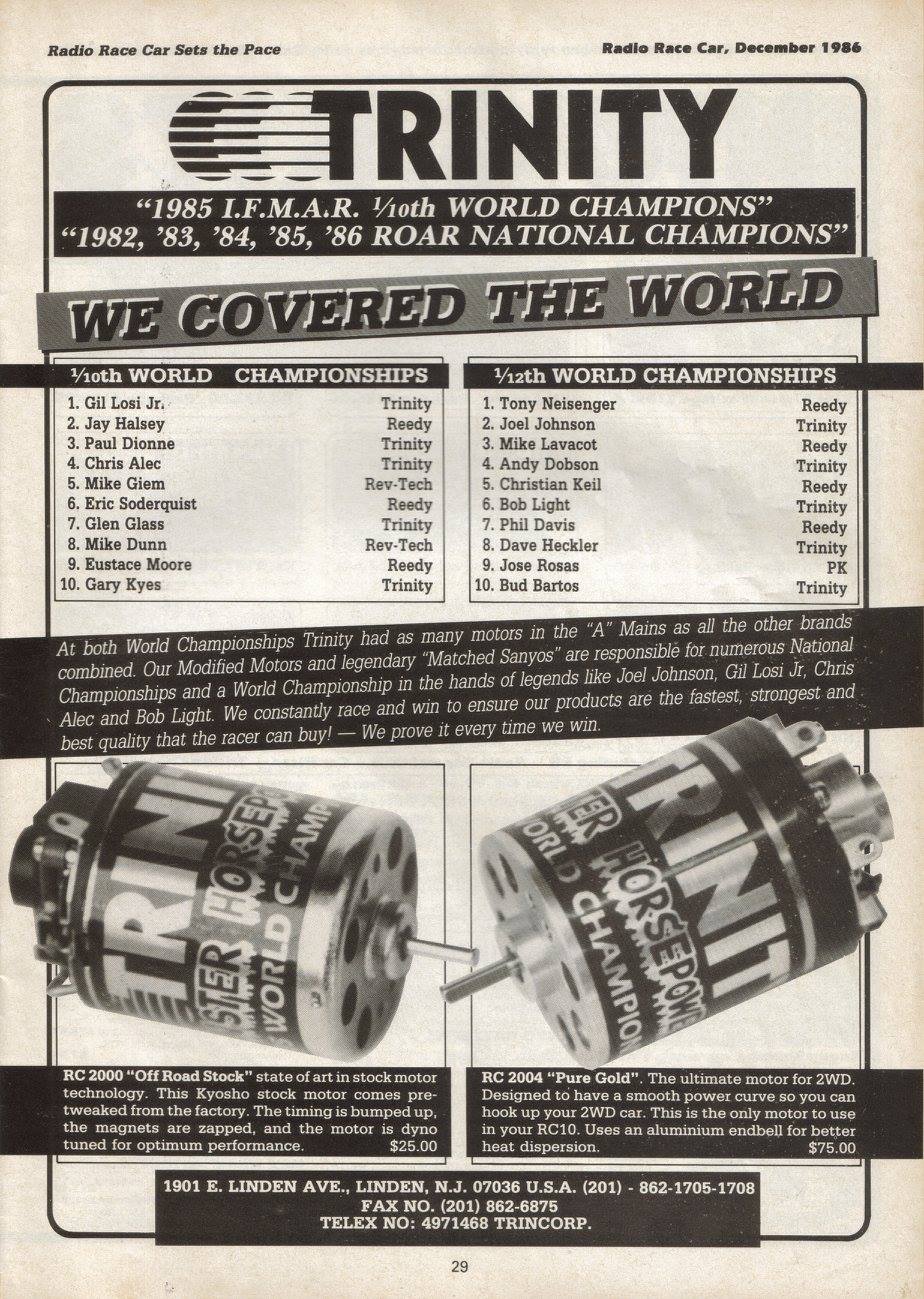 Radio Race Car Sets the Pace
Radio Race Car, December 1986
TRINITY
“1985 I.F.M.A.R. 1/10th WORLD CHAMPIONS”
“1982, ’83, ’84, ’85, ’86 ROAR NATIONAL CHAMPIONS”
WE COVERED THE WORLD
1/10th WORLD CHAMPIONSHIPS
1. Gil Losi Jr. Trinity
2. Jay Halsey Reedy
3. Paul Dionne Trinity
4. Chris Alec Trinity
5. Mike Giem Rev-Tech
6. Eric Soderquist Reedy
7. Glen Glass Trinity
8. Mike Dunn Rev-Tech
9. Eustace Moore Reedy
10. Gary Kyes Trinity
1/12th WORLD CHAMPIONSHIPS
1. Tony Neisenger Reedy
2. Joel Johnson Trinity
3. Mike Lavacot Reedy
4. Andy Dobson Trinity
5. Christian Keil Reedy
6. Bob Light Trinity
7. Phil Davis Reedy
8. Dave Heckler Trinity
9. Jose Rosas PK
10. Bud Bartos Trinity
At both World Championships Trinity had as many motors in the “A” Mains as all the other brands
combined. Our Modified Motors and legendary “Matched Sanyos” are responsible for numerous National
Championships and a World Championship in the hands of legends like Joel Johnson, Gil Losi Jr, Chris
Alec and Bob Light. We constantly race and win to ensure our products are the fastest, strongest and
best quality that the racer can buy! — We prove it every time we win.
TRINI
STER HORSEPO
WORLD CHAMP
TRINIT
STER HORSEPOW
WORLD CHAMPION
RC 2000 “Off Road Stock” state of art in stock motor
technology. This Kyosho stock motor comes pre-
tweaked from the factory. The timing is bumped up,
the magnets are zapped, and the motor is dyno
tuned for optimum performance. $25.00
RC 2004 “Pure Gold”. The ultimate motor for 2WD.
Designed to have a smooth power curve so you can
hook up your 2WD car. This is the only motor to use
in your RC10. Uses an aluminium endbell for better
heat dispersion. $75.00
1901 E. LINDEN AVE., LINDEN, N.J. 07036 U.S.A. (201) - 862-1705-1708
FAX NO. (201) 862-6875
TELEX NO: 4971468 TRINCORP.
29